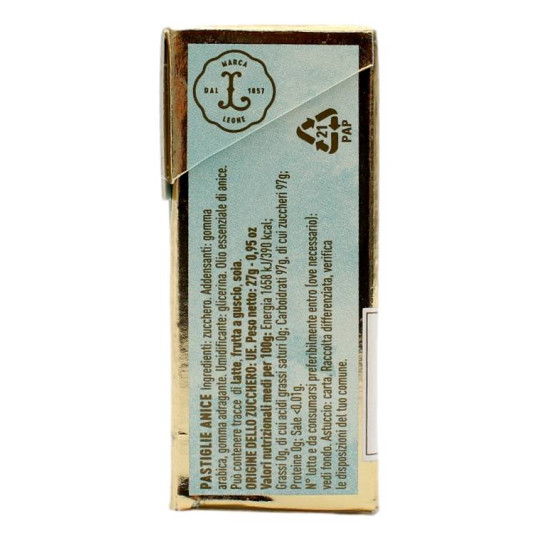 MARCA
DAL L 1857
LEONE
21
PAP
PASTIGLIE ANICE Ingredienti: zucchero. Addensanti: gomma
arabica, gomma adragante. Umidificante: glicerina. Olio essenziale di anice.
Può contenere tracce di latte, frutta a guscio, soia.
ORIGINE DELLO ZUCCHERO: UE. Peso netto: 27g - 0,95 oz
Valori nutrizionali medi per 100g: Energia 1658 kJ/390 kcal;
Grassi 0g, di cui acidi grassi saturi 0g; Carboidrati 97g, di cui zuccheri 97g;
Proteine 0g; Sale <0.01g.
N° lotto e da consumarsi preferibilmente entro (ove necessario):
vedi fondo. Astuccio: carta. Raccolta differenziata, verifica
le disposizioni del tuo comune.